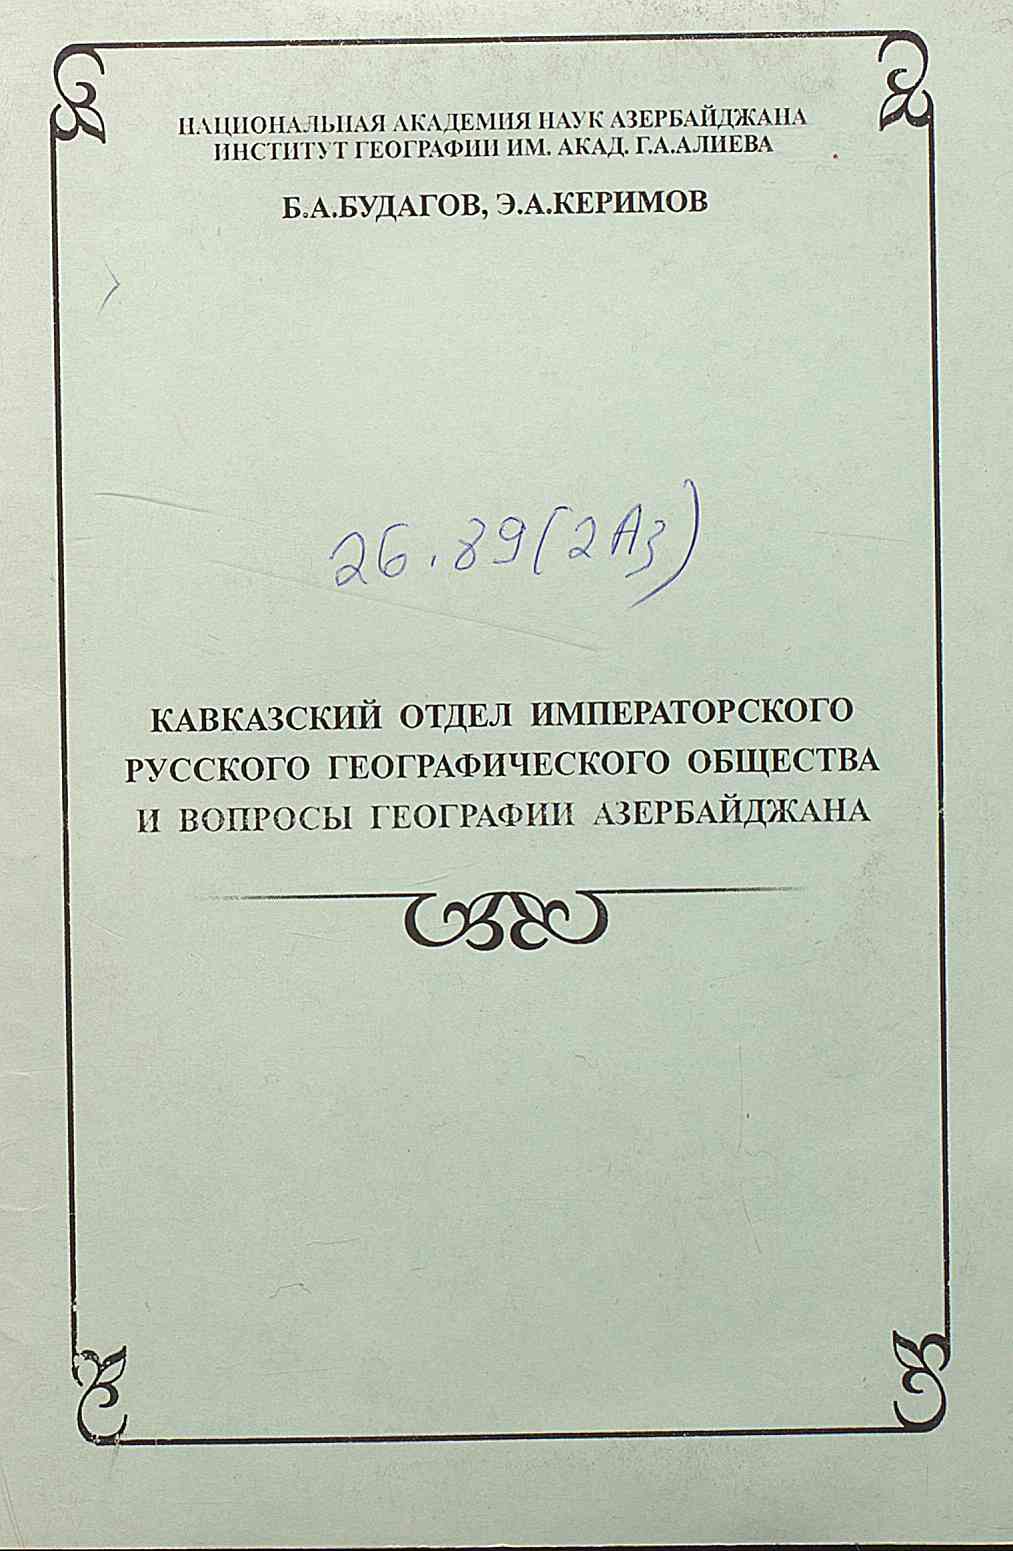 НАЦИОНАЛЬНАЯ АКАДЕМИЯ НАУК АЗЕРБАЙДЖАНА
ИНСТИТУТ ГЕОГРАФИИ ИМ. АКАД. Г.А.АЛИЕВА
Б.А.БУДАГОВ, Э.А.КЕРИМОВ
26.89(2Аз)
КАВКАЗСКИЙ ОТДЕЛ ИМПЕРАТОРСКОГО
РУССКОГО ГЕОГРАФИЧЕСКОГО ОБЩЕСТВА
И ВОПРОСЫ ГЕОГРАФИИ АЗЕРБАЙДЖАНА